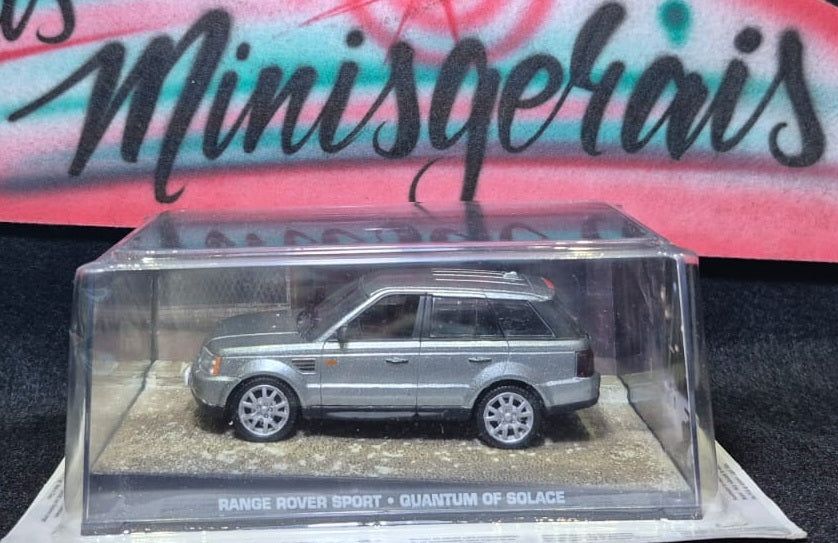 Minisgerais
RANGE ROVER SPORT • QUANTUM OF SOLACE